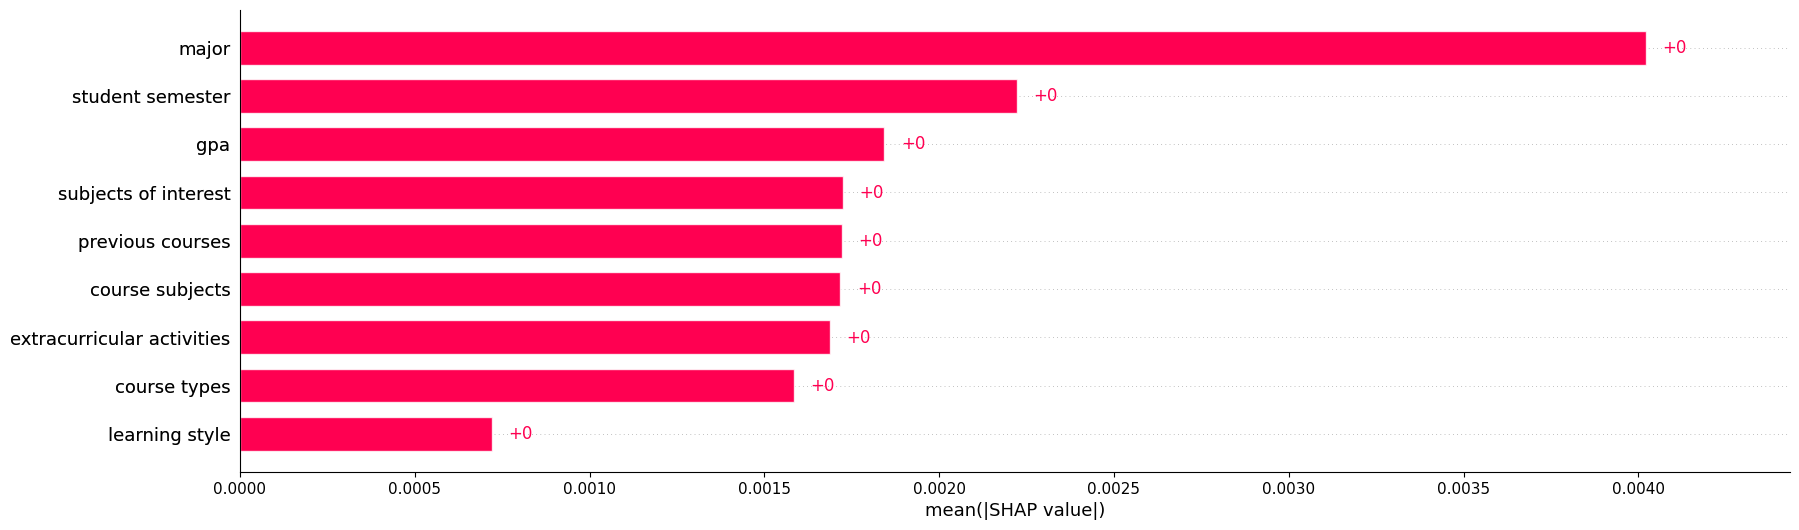 major +0
student semester +0
gpa +0
subjects of interest +0
previous courses +0
course subjects +0
extracurricular activities +0
course types +0
learning style +0
0.0000 0.0005 0.0010 0.0015 0.0020 0.0025 0.0030 0.0035 0.0040
mean(|SHAP value|)